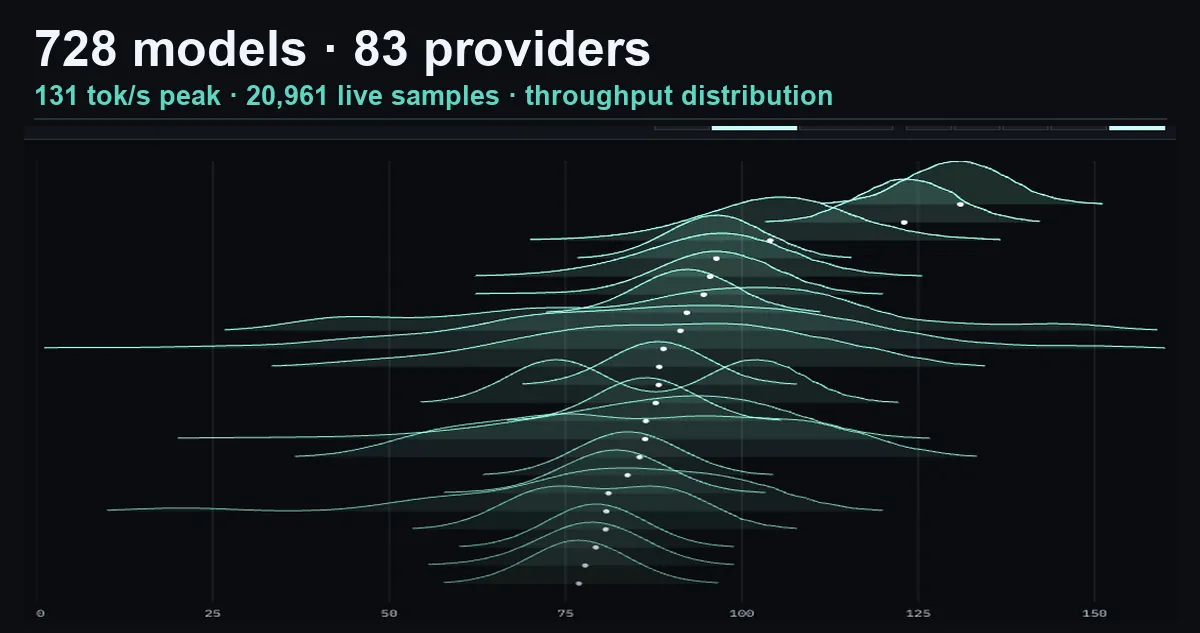 728 models · 83 providers
131 tok/s peak · 20,961 live samples · throughput distribution
0 25 50 75 100 125 150